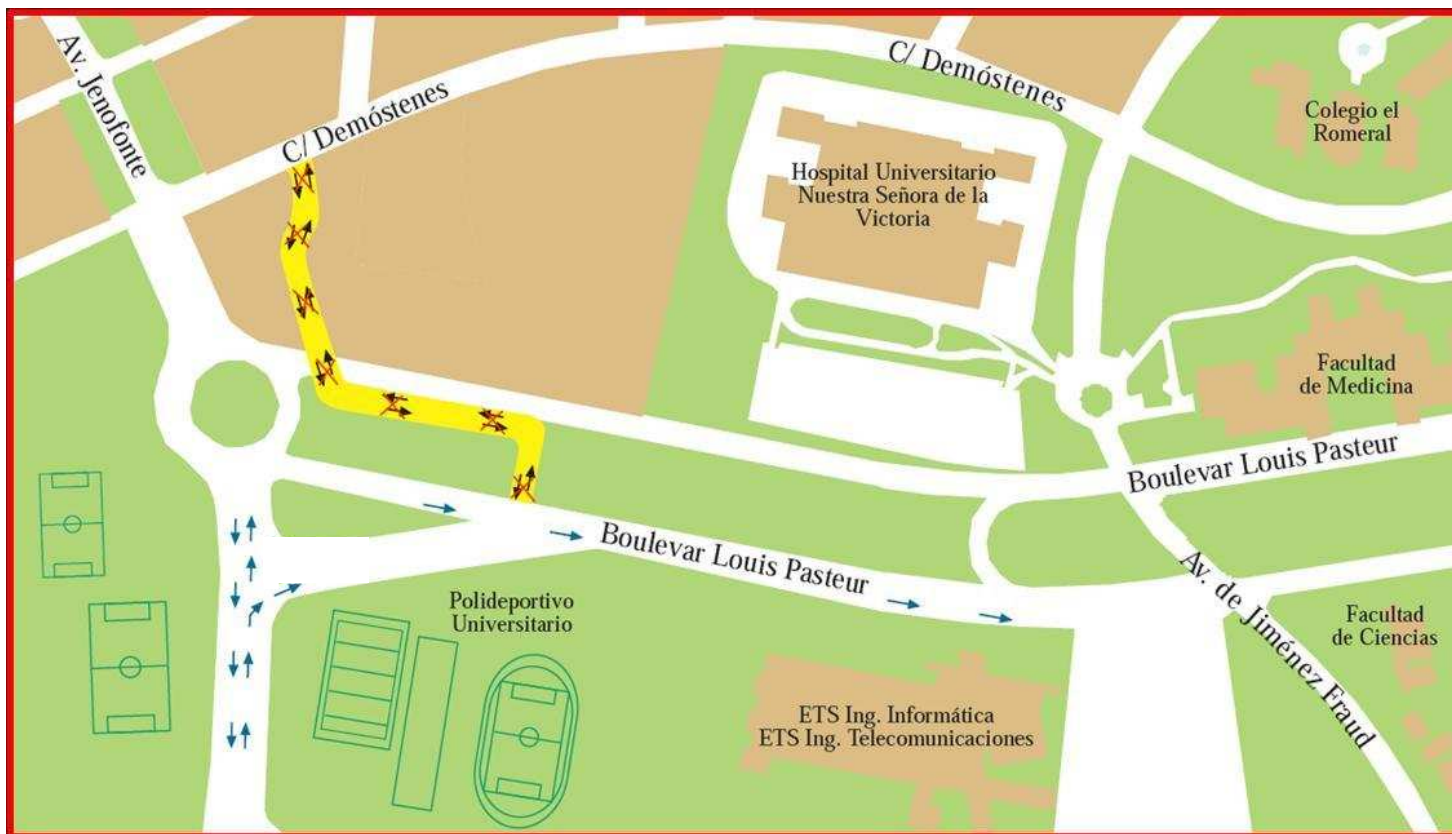 Av. Jenofonte
C/ Demóstenes
C/ Demóstenes
Colegio el
Romeral
Hospital Universitario
Nuestra Señora de la
Victoria
Facultad
de Medicina
Boulevar Louis Pasteur
Boulevar Louis Pasteur
Av. de Jiménez Fraud
Polideportivo
Universitario
Facultad
de Ciencias
ETS Ing. Informática
ETS Ing. Telecomunicaciones